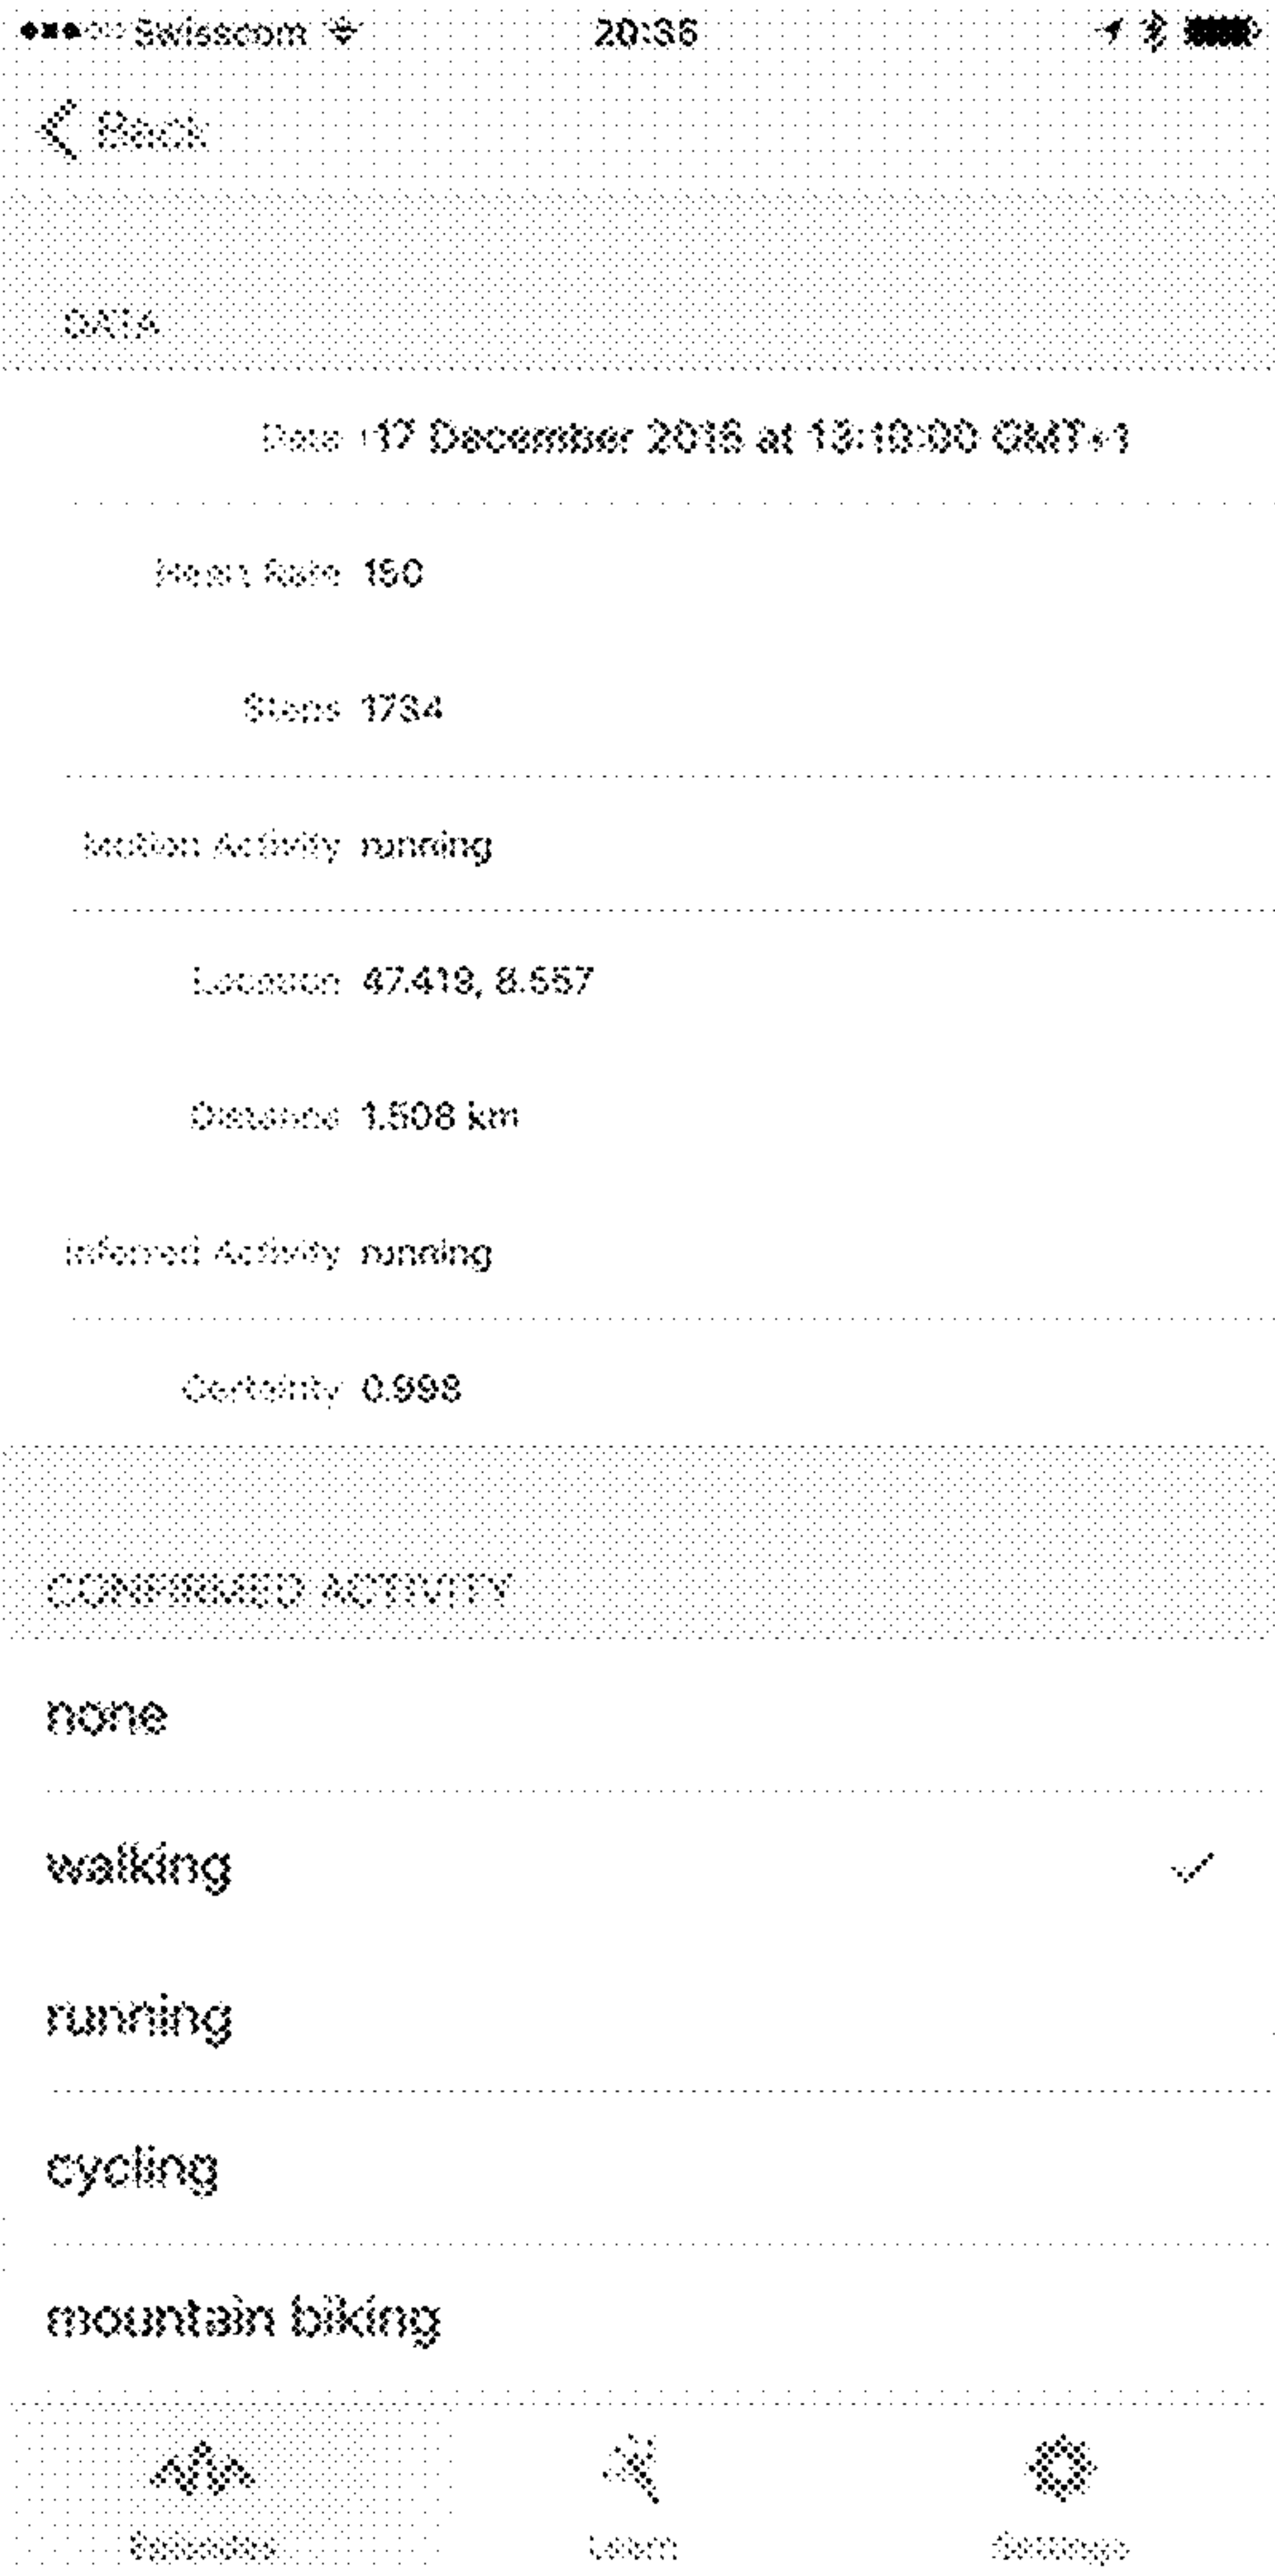 Swisscom 20:36
Back
DATA
Date 17 December 2016 at 13:10:00 GMT+1
Heart Rate 150
Steps 1734
Motion Activity running
Location 47.419, 8.557
Distance 1.508 km
Inferred Activity running
Certainty 0.998
CONFIRMED ACTIVITY
none
walking
running
cycling
mountain biking
Episodes Learn Settings